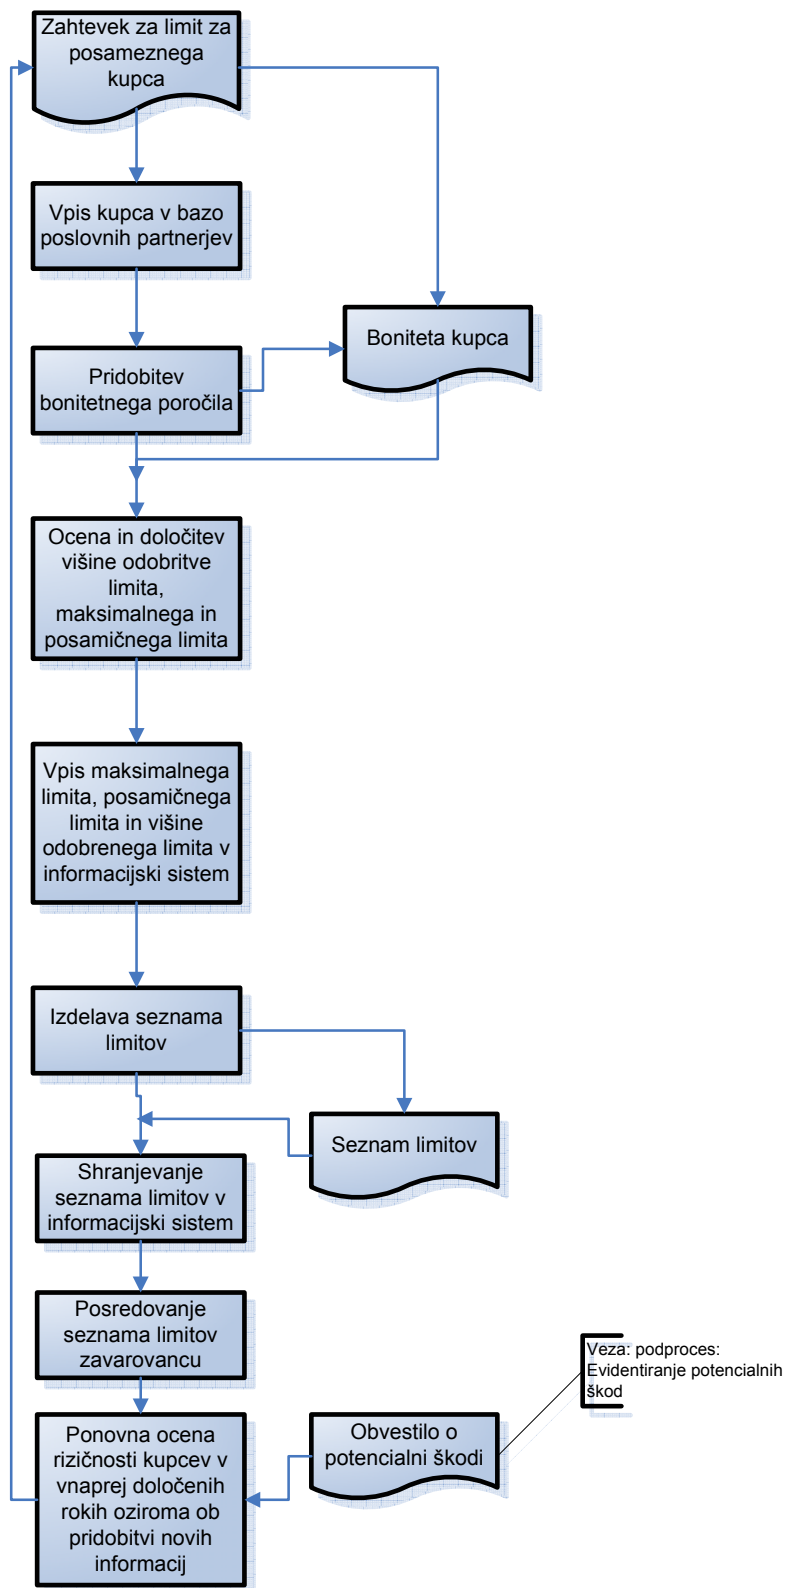 Zahtevek za limit za
posameznega
kupca
Vpis kupca v bazo
poslovnih partnerjev
Boniteta kupca
Pridobitev
bonitetnega poročila
Ocena in določitev
višine odobritve
limita,
maksimalnega in
posamičnega limita
Vpis maksimalnega
limita, posamičnega
limita in višine
odobrenega limita v
informacijski sistem
Izdelava seznama
limitov
Seznam limitov
Shranjevanje
seznama limitov v
informacijski sistem
Posredovanje
seznama limitov
zavarovancu
Veza: podproces:
Evidentiranje potencialnih
škod
Obvestilo o
potencialni škodi
Ponovna ocena
rizičnosti kupcev v
vnaprej določenih
rokih oziroma ob
pridobitvi novih
informacij